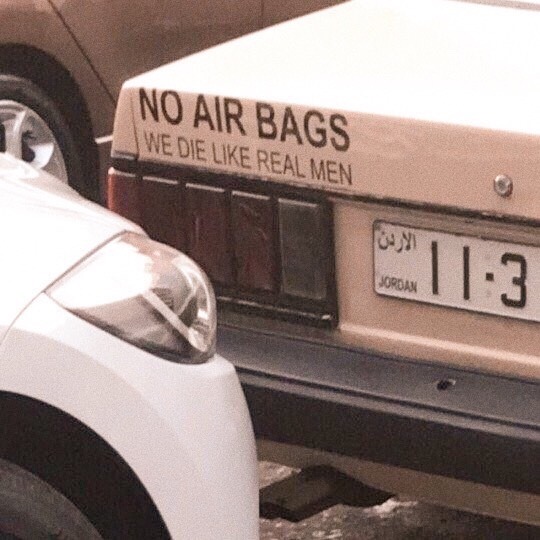 NO AIR BAGS
WE DIE LIKE REAL MEN
الاردن
JORDAN
11-3